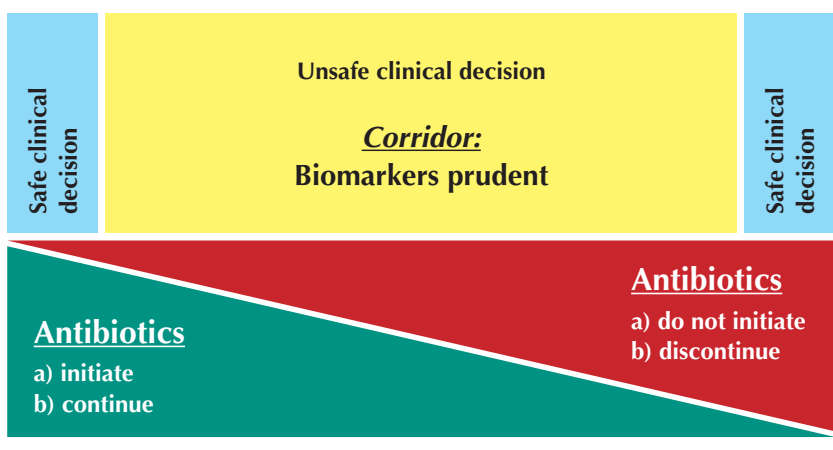 Safe clinical
decision
Unsafe clinical decision
Corridor:
Biomarkers prudent
Safe clinical
decision
Antibiotics
a) do not initiate
b) discontinue
Antibiotics
a) initiate
b) continue